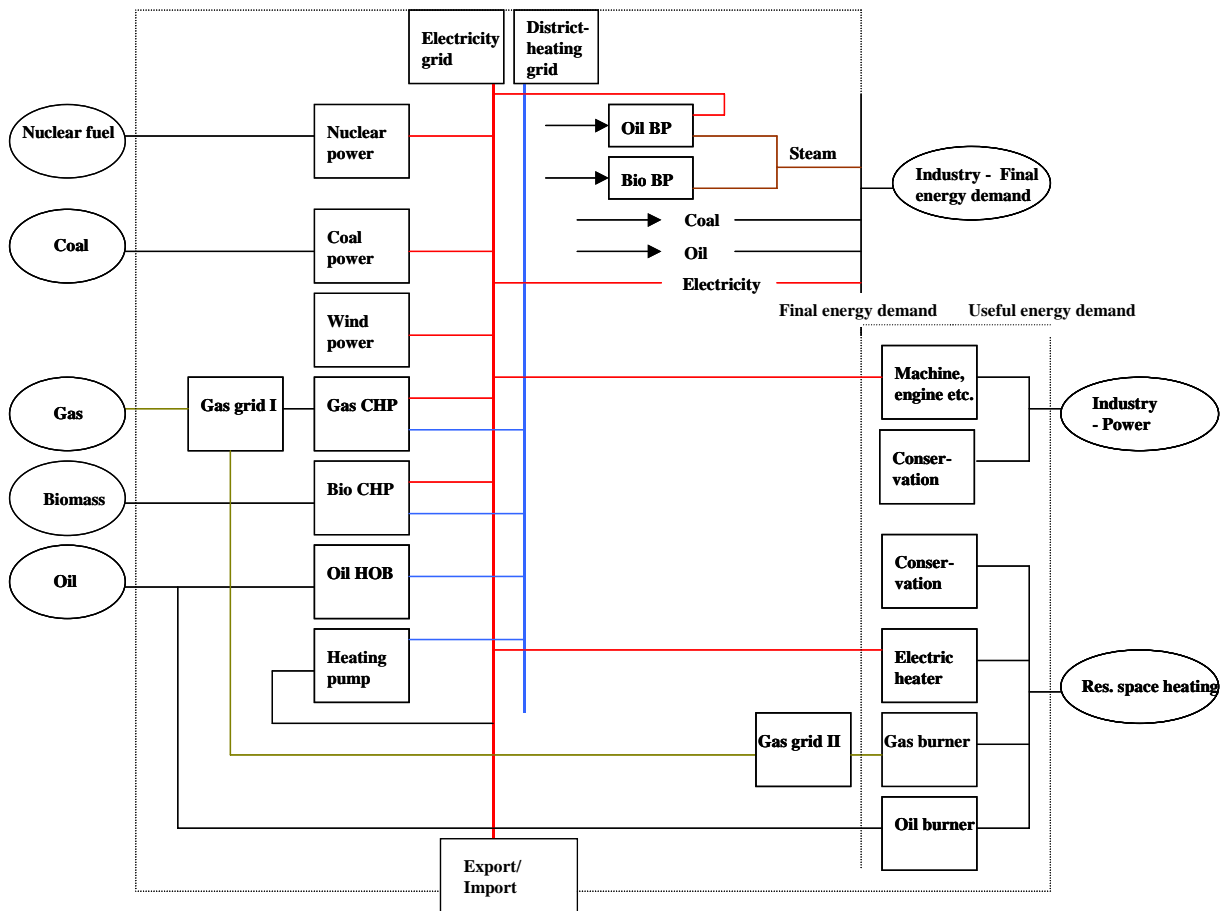 Electricity
grid
District-
heating
grid
Nuclear fuel
Nuclear
power
Oil BP
Steam
Bio BP
Industry -  Final
energy demand
Coal
Coal
power
Coal
Oil
Electricity
Wind
power
Final energy demand
Useful energy demand
Gas
Gas grid I
Gas CHP
Machine,
engine etc.
Industry
- Power
Conser-
vation
Biomass
Bio CHP
Oil
Oil HOB
Conser-
vation
Heating
pump
Electric
heater
Res. space heating
Gas grid II
Gas burner
Oil burner
Export/
Import